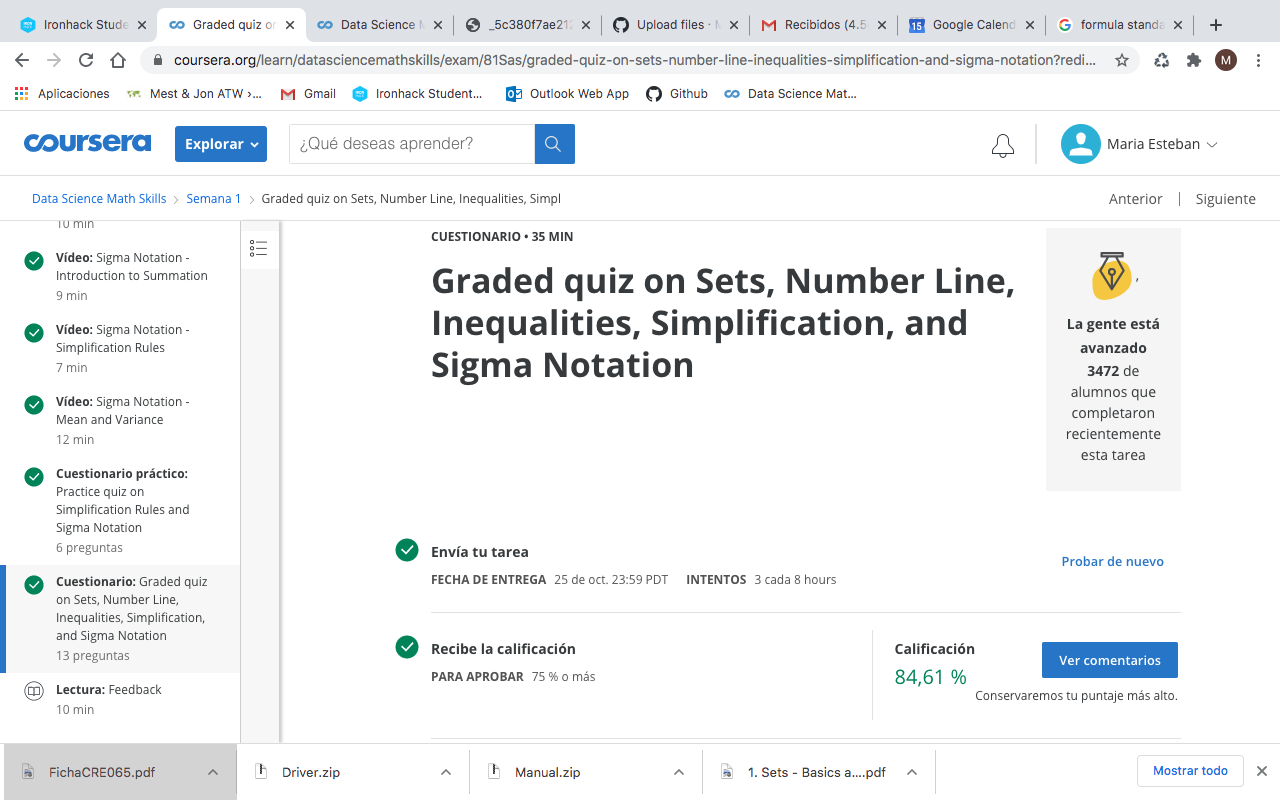 Ironhack Stude
Graded quiz on
Data Science M
_5c380f7ae212
Upload files · M
Recibidos (4.5
Google Calend
formula standa
coursera.org/learn/datasciencemathskills/exam/81Sas/graded-quiz-on-sets-number-line-inequalities-simplification-and-sigma-notation?redi...
M
Aplicaciones
Mest & Jon ATW ›...
Gmail
Ironhack Student...
Outlook Web App
Github
Data Science Mat...
coursera
Explorar
¿Qué deseas aprender?
Maria Esteban
Data Science Math Skills
Semana 1
Graded quiz on Sets, Number Line, Inequalities, Simpl
Anterior
Siguiente
10 min
Vídeo: Sigma Notation -
Introduction to Summation
9 min
Vídeo: Sigma Notation -
Simplification Rules
7 min
Vídeo: Sigma Notation -
Mean and Variance
12 min
Cuestionario práctico:
Practice quiz on
Simplification Rules and
Sigma Notation
6 preguntas
Cuestionario: Graded quiz
on Sets, Number Line,
Inequalities, Simplification,
and Sigma Notation
13 preguntas
Lectura: Feedback
10 min
CUESTIONARIO • 35 MIN
Graded quiz on Sets, Number Line,
Inequalities, Simplification, and
Sigma Notation
,
La gente está
avanzado
3472 de
alumnos que
completaron
recientemente
esta tarea
Envía tu tarea
FECHA DE ENTREGA 25 de oct. 23:59 PDT INTENTOS 3 cada 8 hours
Probar de nuevo
Recibe la calificación
PARA APROBAR 75 % o más
Calificación
84,61 %
Ver comentarios
Conservaremos tu puntaje más alto.
FichaCRE065.pdf
Driver.zip
Manual.zip
1. Sets - Basics a....pdf
Mostrar todo